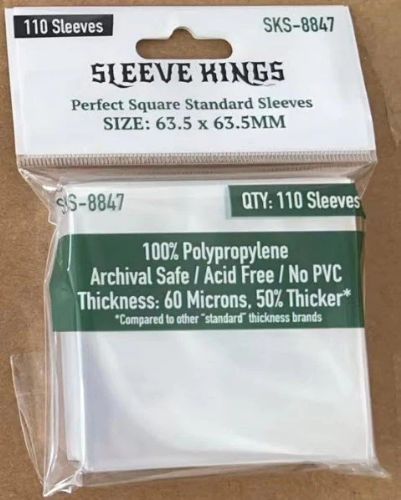 110 Sleeves
SKS-8847
SLEEVE KINGS
Perfect Square Standard Sleeves
SIZE: 63.5 x 63.5MM
SKS-8847
QTY: 110 Sleeves
100% Polypropylene
Archival Safe / Acid Free / No PVC
Thickness: 60 Microns, 50% Thicker*
*Compared to other "standard" thickness brands